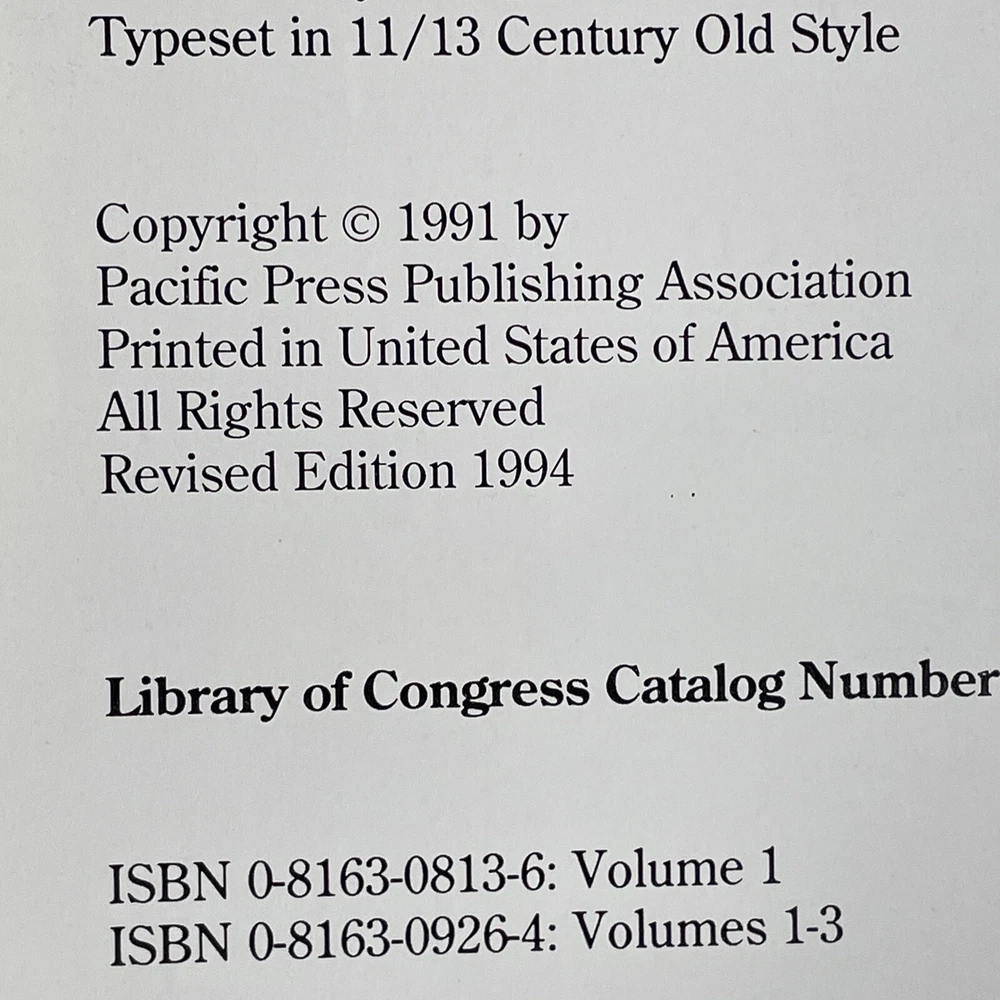 Typeset in 11/13 Century Old Style
Copyright © 1991 by
Pacific Press Publishing Association
Printed in United States of America
All Rights Reserved
Revised Edition 1994
Library of Congress Catalog Number
ISBN 0-8163-0813-6: Volume 1
ISBN 0-8163-0926-4: Volumes 1-3